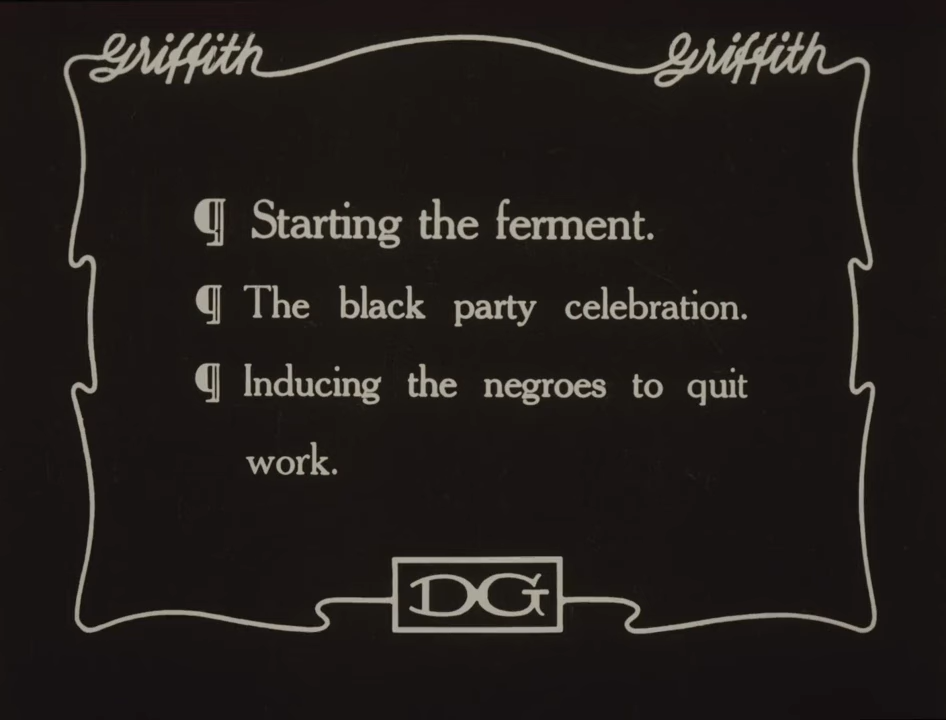 Griffith Griffith
¶ Starting the ferment.
¶ The black party celebration.
¶ Inducing the negroes to quit
work.
DG